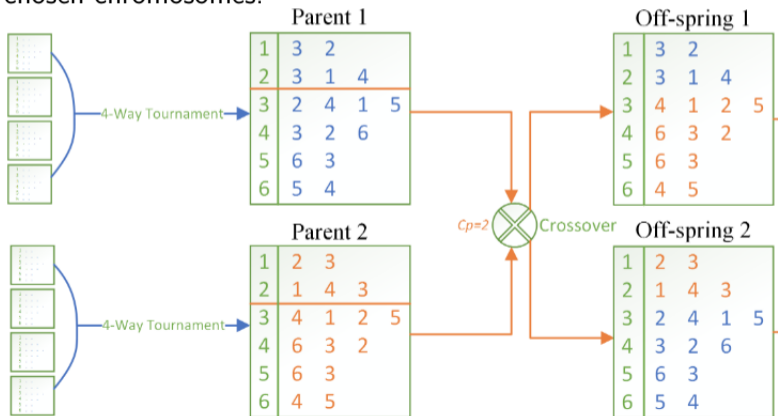 chosen chromosomes.
Parent 1
1 3 2
2 3 1 4
3 2 4 1 5
4 3 2 6
5 6 3
6 5 4
4-Way Tournament
Parent 2
1 2 3
2 1 4 3
3 4 1 2 5
4 6 3 2
5 6 3
6 4 5
4-Way Tournament
Cp=2
Crossover
Off-spring 1
1 3 2
2 3 1 4
3 4 1 2 5
4 6 3 2
5 6 3
6 4 5
Off-spring 2
1 2 3
2 1 4 3
3 2 4 1 5
4 3 2 6
5 6 3
6 5 4